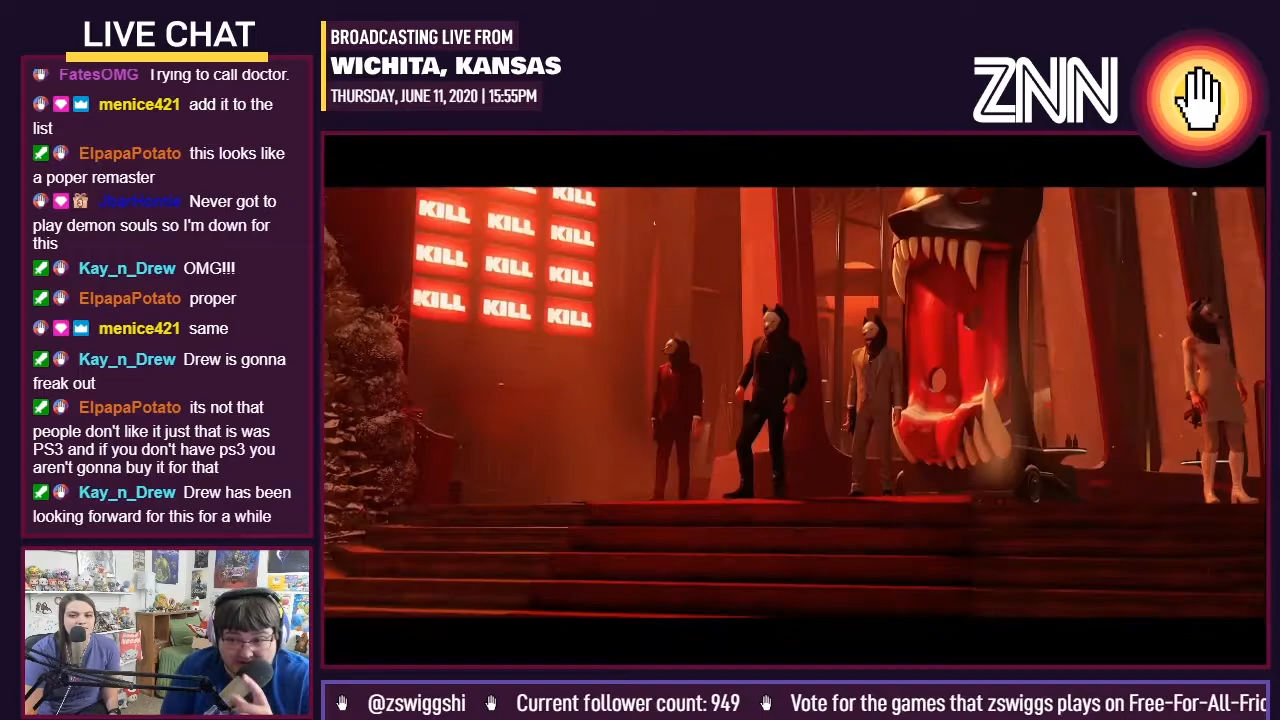 LIVE CHAT
FatesOMG Trying to call doctor.
menice421 add it to the
list
ElpapaPotato this looks like
a poper remaster
Never got to
play demon souls so I'm down for
this
Kay_n_Drew OMG!!!
ElpapaPotato proper
menice421 same
Kay_n_Drew Drew is gonna
freak out
ElpapaPotato its not that
people don't like it just that is was
PS3 and if you don't have ps3 you
aren't gonna buy it for that
Kay_n_Drew Drew has been
looking forward for this for a while
BROADCASTING LIVE FROM
WICHITA, KANSAS
THURSDAY, JUNE 11, 2020 | 15:55PM
ZNN
KILL
KILL KILL
KILL KILL KILL
KILL KILL KILL
KILL
@zswiggshi Current follower count: 949 Vote for the games that zswiggs plays on Free-For-All-Fri